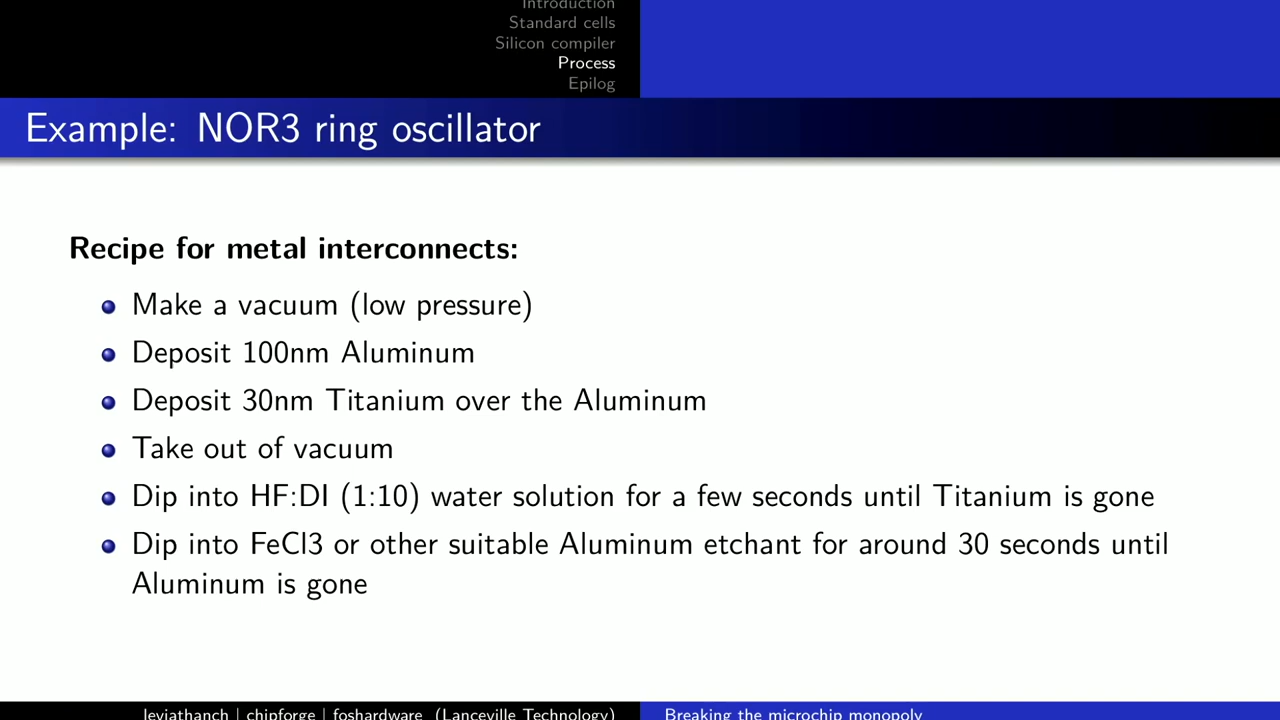 Introduction
Standard cells
Silicon compiler
Process
Epilog
Example: NOR3 ring oscillator
Recipe for metal interconnects:
Make a vacuum (low pressure)
Deposit 100nm Aluminum
Deposit 30nm Titanium over the Aluminum
Take out of vacuum
Dip into HF:DI (1:10) water solution for a few seconds until Titanium is gone
Dip into FeCl3 or other suitable Aluminum etchant for around 30 seconds until
Aluminum is gone
leviathanch | chipforge | foshardware (Lanceville Technology)
Breaking the microchip monopoly